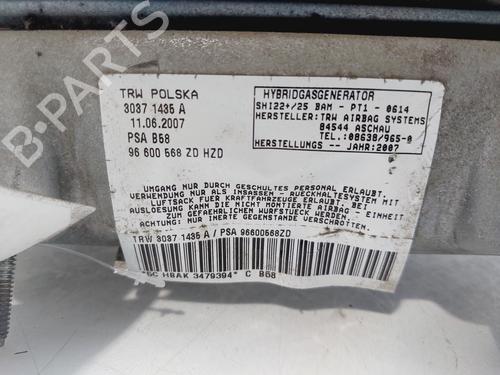 TRW POLSKA
3037 1435 A
11.06.2007
PSA B58
96 600 568 ZD HZD
HYBRIDGASGENERATOR
SHI22+/25 BAM - PT1 - 0614
HERSTELLER: TRW AIRBAG SYSTEMS
84544 ASCHAU
TEL.:08638/965-0
HERSTELLUNGS -- JAHR:2007
UMGANG NUR DURCH GESCHULTES PERSONAL ERLAUBT.
VERWENDUNG NUR ALS INSASSEN - RUECKHALTESYSTEM MIT
LUFTSACK FUER KRAFTFAHRZEUGE ERLAUBT. BEI
AUSLOESUNG KANN DIE NICHT MONTIERTE AIRBAG - EINHEIT
ZUM GEFAEHRLICHEN WURFSTUECK WERDEN.
NUR INERTE GEGENSTAENDE VERSCHROTTEN.
TRW 3037 1435 A / PSA 96600568ZD
*GC HBAK 3479394* C B58
B-PARTS